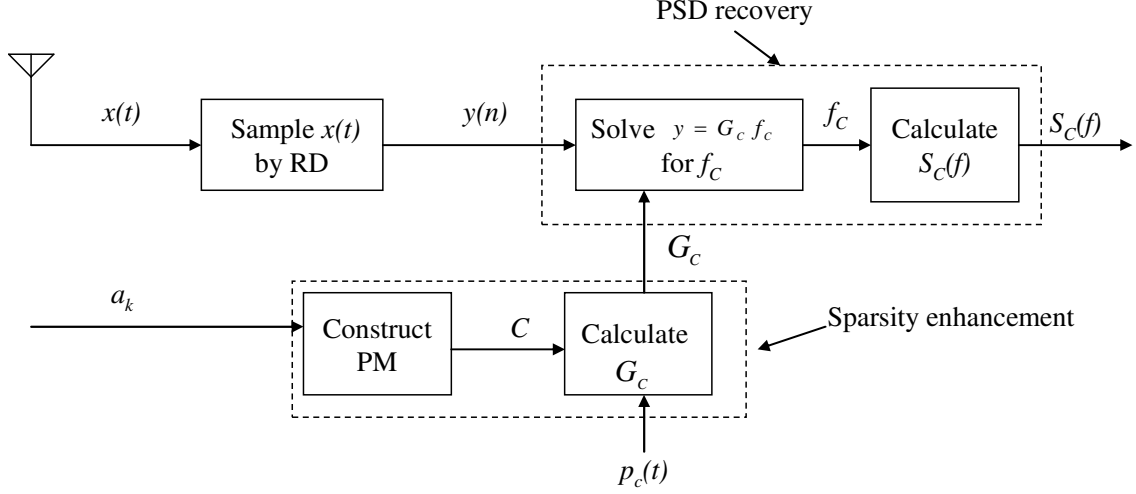 PSD recovery
x(t)
Sample x(t)
by RD
y(n)
Solve y = G_c f_c
for f_C
f_C
Calculate
S_C(f)
S_C(f)
G_C
a_k
Construct
PM
C
Calculate
G_C
Sparsity enhancement
p_c(t)